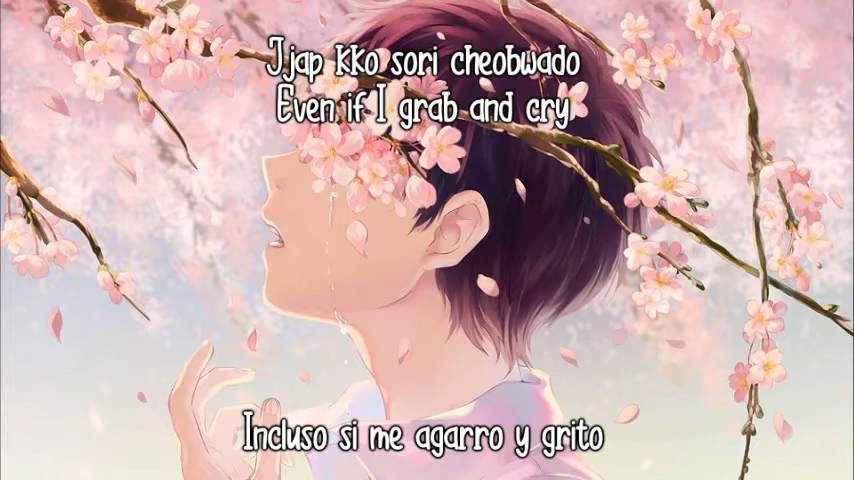 Jjap kko sori cheobwado
Even if I grab and cry
Incluso si me agarro y grito